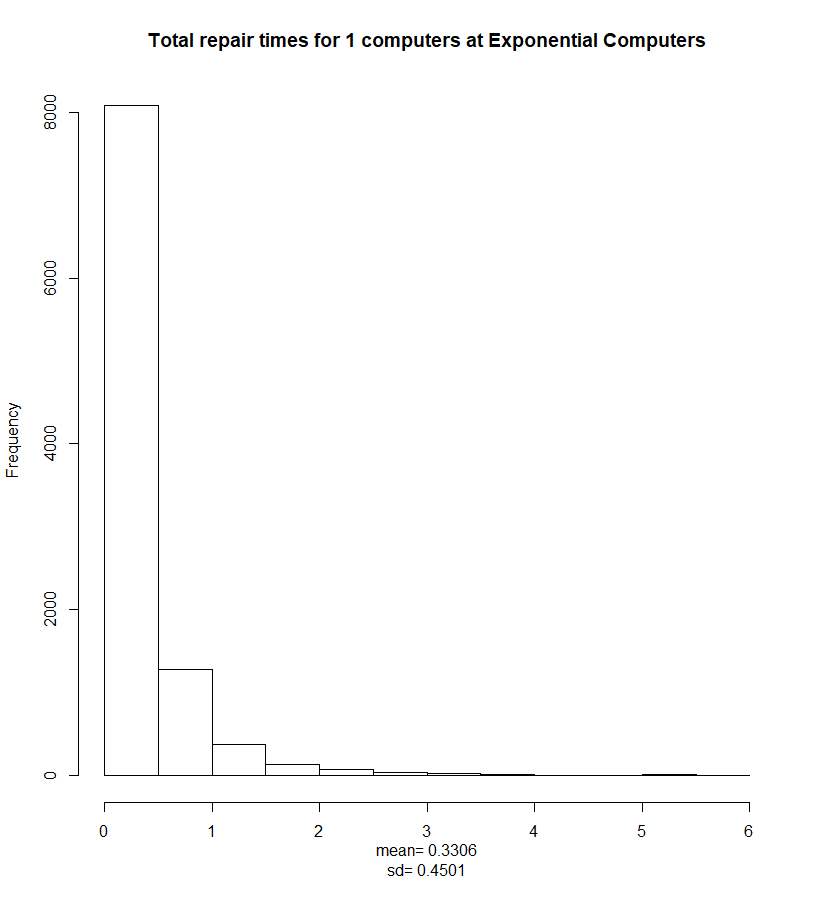 Total repair times for 1 computers at Exponential Computers
8000
6000
4000
2000
0
Frequency
0 1 2 3 4 5 6
mean= 0.3306
sd= 0.4501